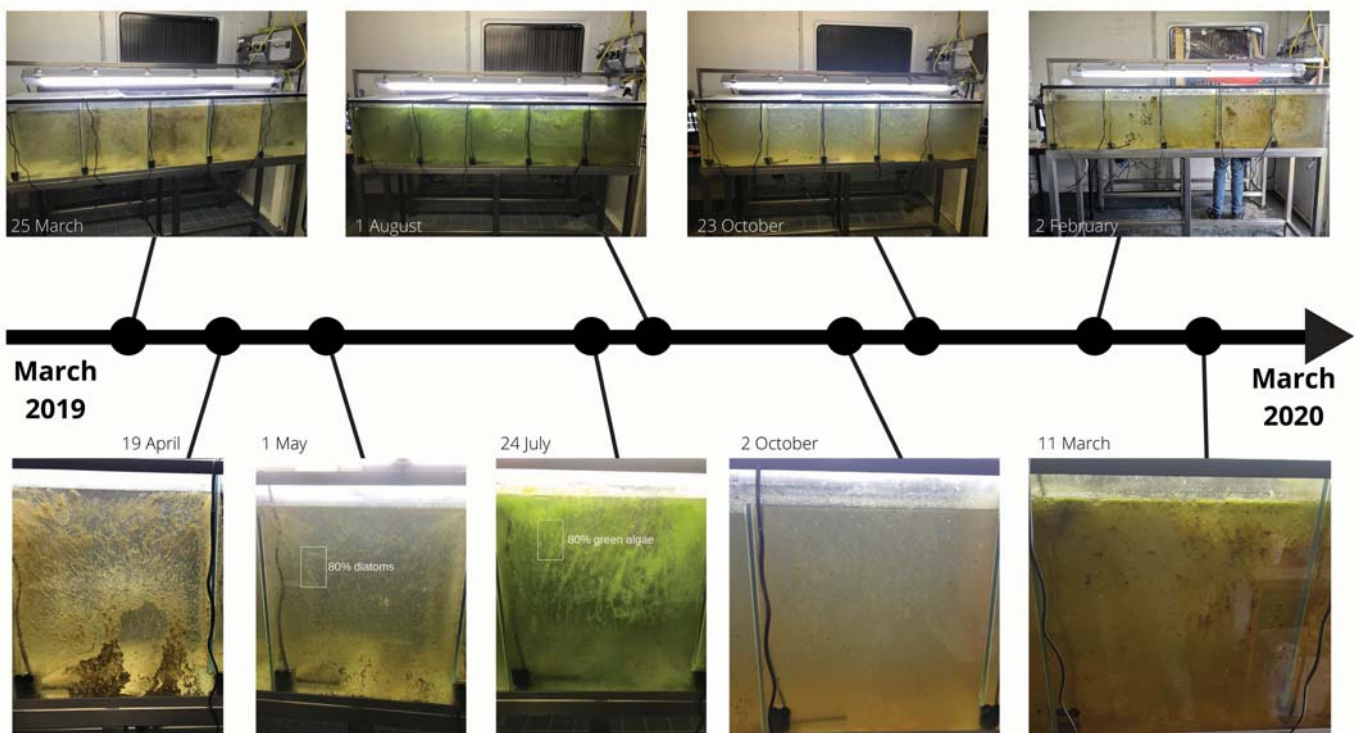 25 March
1 August
23 October
2 February
March
2019
March
2020
19 April
1 May
24 July
2 October
11 March
80% diatoms
80% green algae